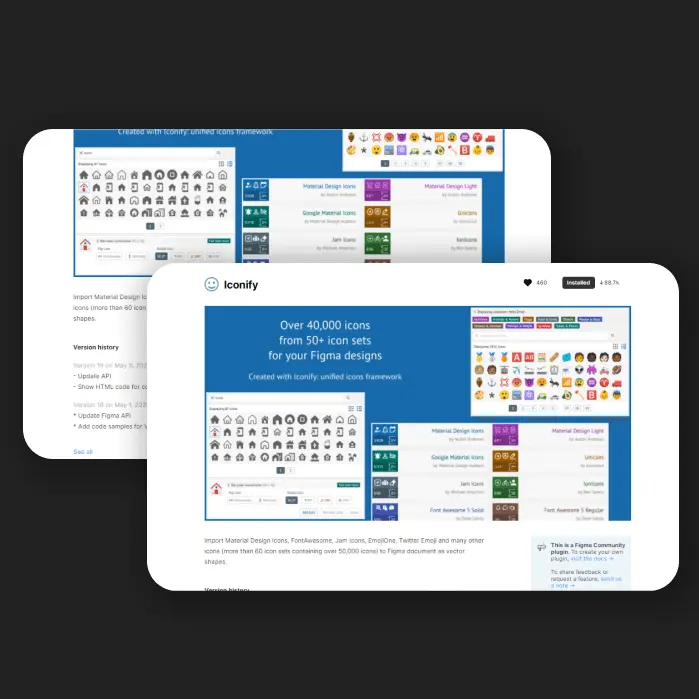 Created with Iconify: unified icons framework
Material Design Icons
Material Design Light
Google Material Icons
Unicons
Jam Icons
Ionicons
Import Material Design Ic
icons (more than 60 icon
shapes.
Version history
Version 19 on May 9, 202
- Update API
- Show HTML code for co
Version 18 on May 1, 202
* Update Figma API
* Add code samples for V
See all
Iconify
460
Installed
88.7k
Over 40,000 icons
from 50+ icon sets
for your Figma designs
Created with Iconify: unified icons framework
Material Design Icons
Material Design Light
Google Material Icons
Unicons
Jam Icons
Ionicons
Font Awesome 5 Solid
Font Awesome 5 Regular
Import Material Design Icons, FontAwesome, Jam Icons, EmojiOne, Twitter Emoji and many other
icons (more than 60 icon sets containing over 50,000 icons) to Figma document as vector
shapes.
Version history
This is a Figma Community
plugin. To create your own
plugin, visit the docs →
To share feedback or
request a feature, send us
a note →